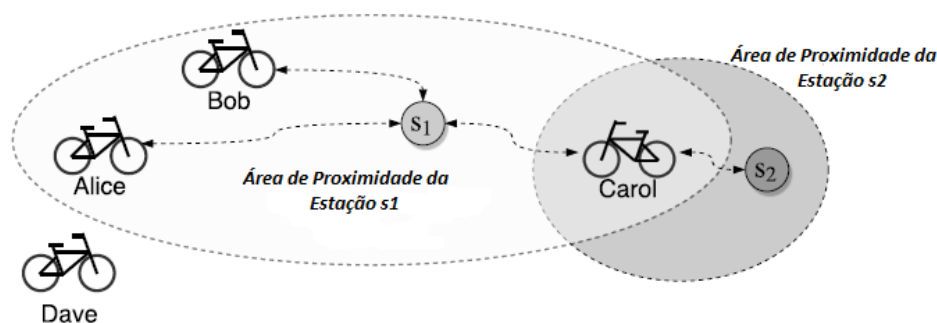 Área de Proximidade da
Estação s2
Bob
s1
Alice
Área de Proximidade da
Estação s1
Carol
s2
Dave